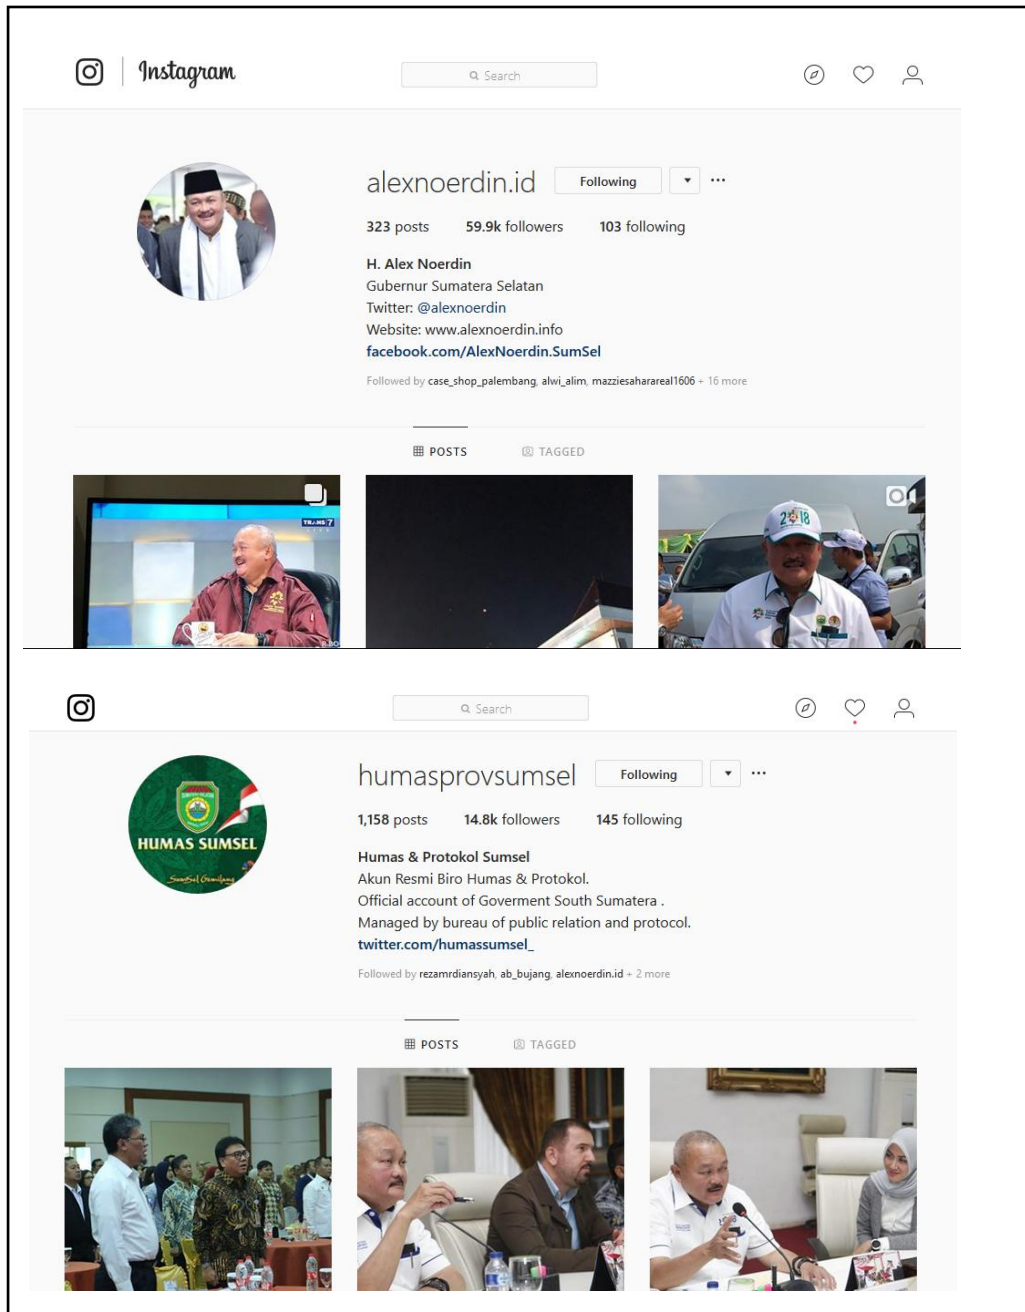 Instagram
Search
alexnoerdin.id Following
323 posts 59.9k followers 103 following
H. Alex Noerdin
Gubernur Sumatera Selatan
Twitter: @alexnoerdin
Website: www.alexnoerdin.info
facebook.com/AlexNoerdin.SumSel
Followed by case_shop_palembang, alwi_alim, mazziesaharareal1606 + 16 more
POSTS TAGGED
TRANS 7
2018
Search
humasprovsumsel Following
1,158 posts 14.8k followers 145 following
HUMAS SUMSEL
SumSel Gemilang
Humas & Protokol Sumsel
Akun Resmi Biro Humas & Protokol.
Official account of Goverment South Sumatera .
Managed by bureau of public relation and protocol.
twitter.com/humassumsel_
Followed by rezamrdiansyah, ab_bujang, alexnoerdin.id + 2 more
POSTS TAGGED